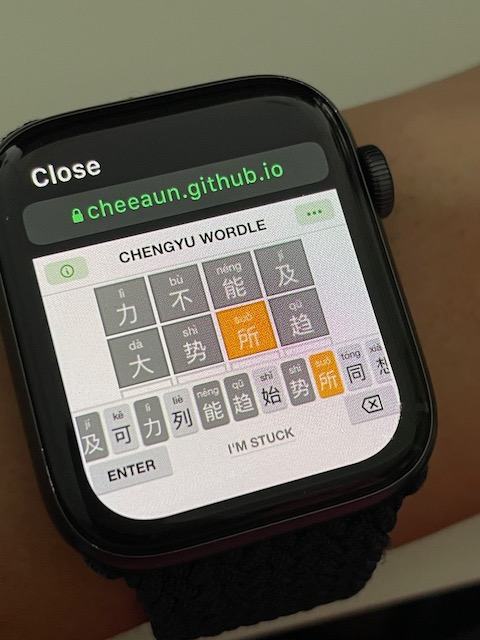 Close
cheeaun.github.io
CHENGYU WORDLE
lì bù néng jí
力不能及
dà shì suǒ qū
大势所趋
jí kě lì liè néng qū shǐ shì suǒ tóng
及可力列能趋始势所同想
ENTER
I'M STUCK